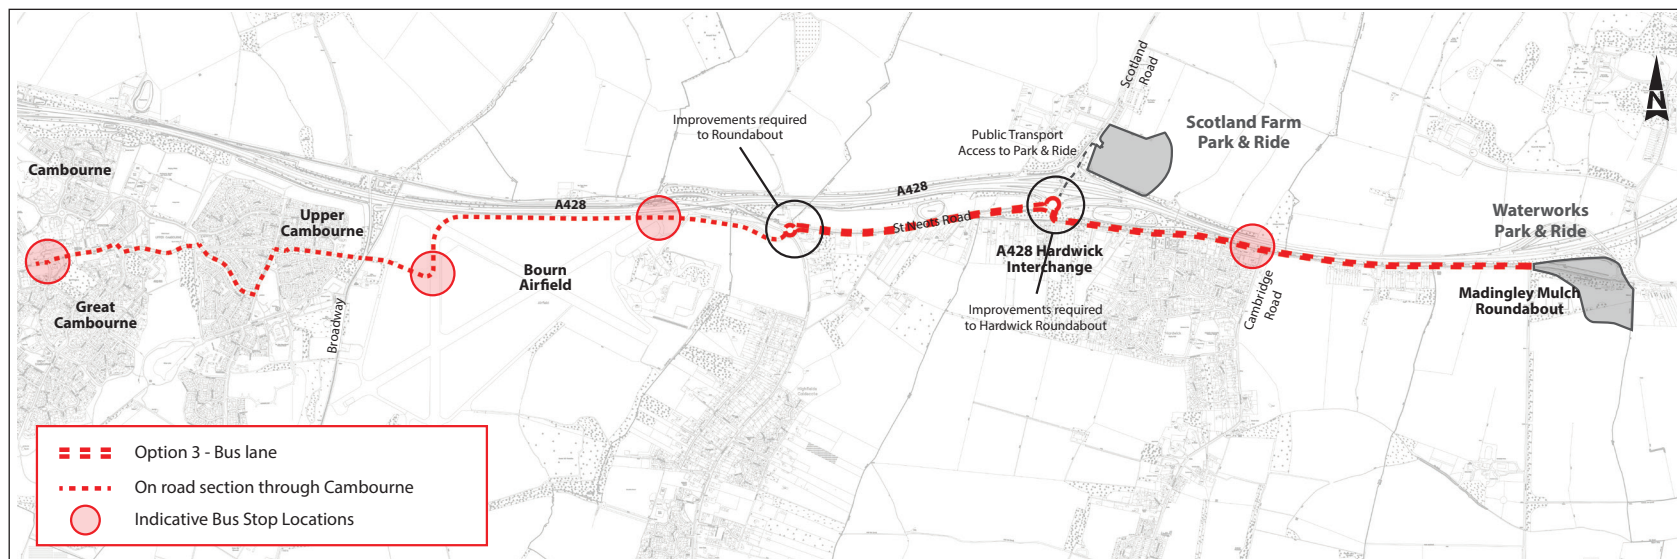 Scotland
Road
Improvements required
to Roundabout
Public Transport
Access to Park & Ride
Scotland Farm
Park & Ride
N
Cambourne
A428
A428
Upper
Cambourne
St Neots Road
Waterworks
Park & Ride
A428 Hardwick
Interchange
Bourn
Airfield
Great
Cambourne
Broadway
Improvements required
to Hardwick Roundabout
Cambridge
Road
Madingley Mulch
Roundabout
Option 3 - Bus lane
On road section through Cambourne
Indicative Bus Stop Locations